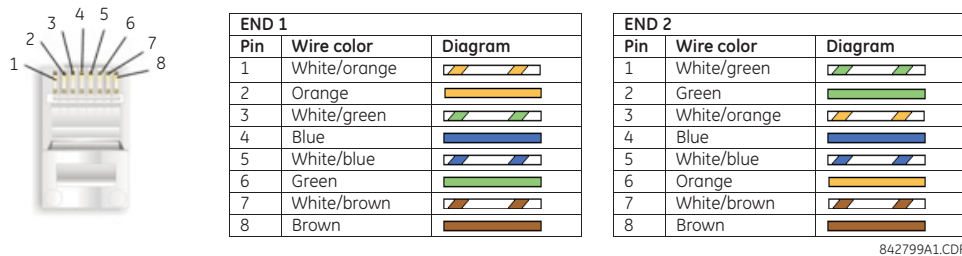 1 2 3 4 5 6 7 8
END 1
Pin Wire color Diagram
1 White/orange
2 Orange
3 White/green
4 Blue
5 White/blue
6 Green
7 White/brown
8 Brown
END 2
Pin Wire color Diagram
1 White/green
2 Green
3 White/orange
4 Blue
5 White/blue
6 Orange
7 White/brown
8 Brown
842799A1.CDR